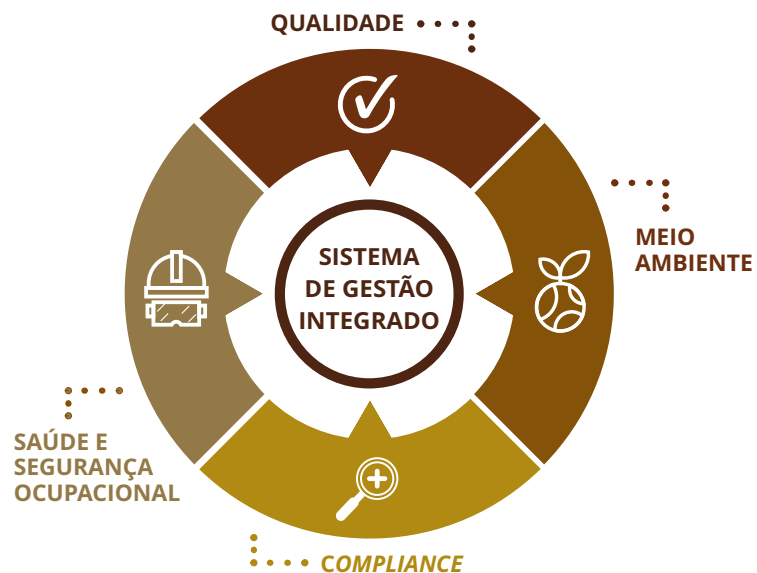 QUALIDADE
MEIO
AMBIENTE
SISTEMA
DE GESTÃO
INTEGRADO
SAÚDE E
SEGURANÇA
OCUPACIONAL
COMPLIANCE